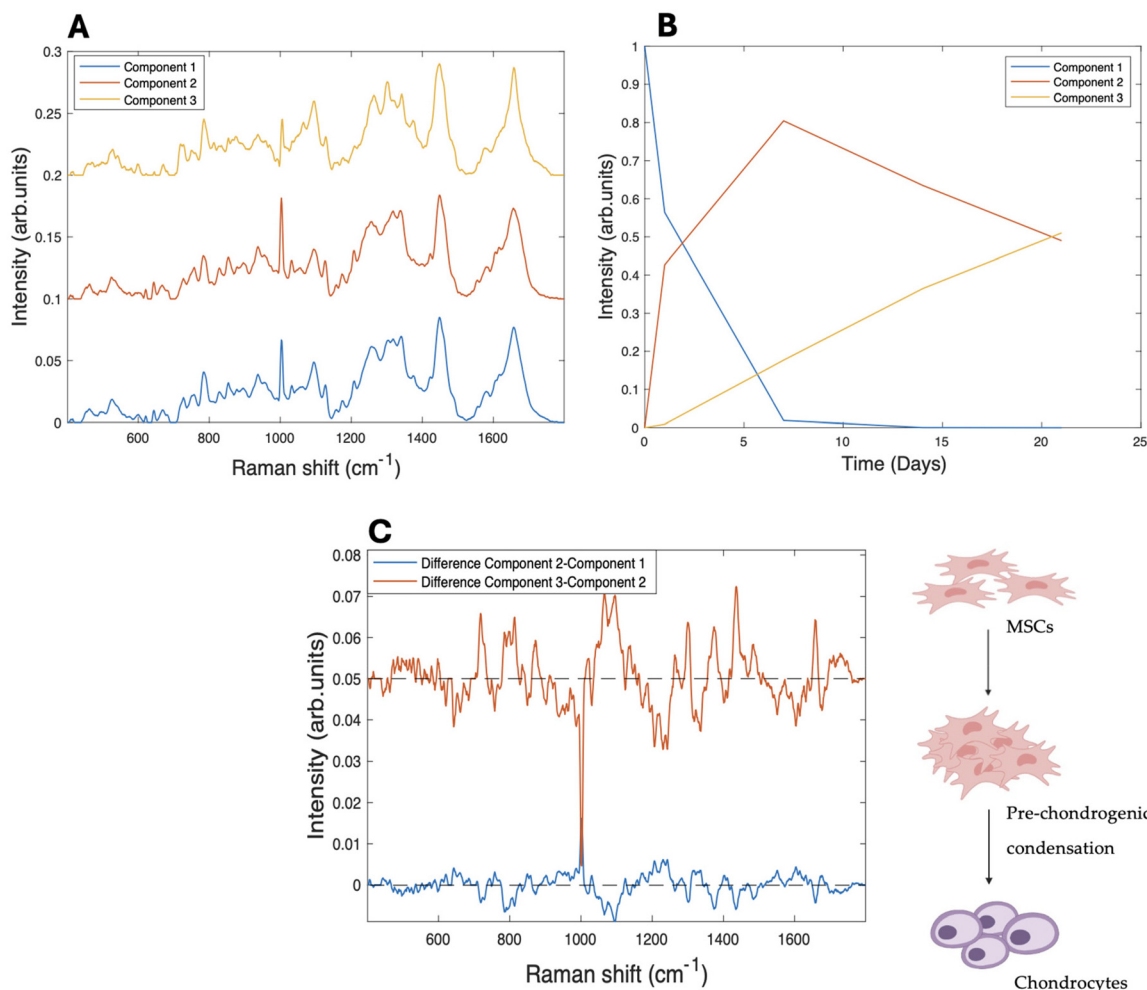 A
Component 1
Component 2
Component 3
0.3
0.25
0.2
0.15
0.1
0.05
0
Intensity (arb.units)
600 800 1000 1200 1400 1600
Raman shift (cm-1)
B
Component 1
Component 2
Component 3
1
0.9
0.8
0.7
0.6
0.5
0.4
0.3
0.2
0.1
0
Intensity (arb.units)
0 5 10 15 20 25
Time (Days)
C
Difference Component 2-Component 1
Difference Component 3-Component 2
0.08
0.07
0.06
0.05
0.04
0.03
0.02
0.01
0
Intensity (arb.units)
600 800 1000 1200 1400 1600
Raman shift (cm-1)
MSCs
Pre-chondrogenic
condensation
Chondrocytes